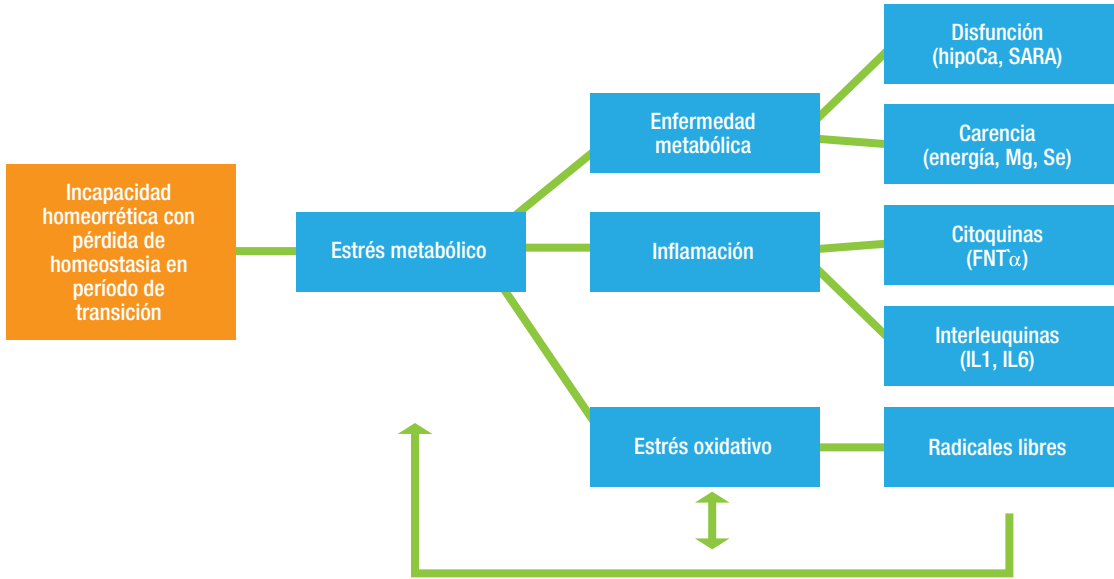 Incapacidad
homeorrética con
pérdida de
homeostasia en
período de
transición
Estrés metabólico
Enfermedad
metabólica
Inflamación
Estrés oxidativo
Disfunción
(hipoCa, SARA)
Carencia
(energía, Mg, Se)
Citoquinas
(FNTα)
Interleuquinas
(IL1, IL6)
Radicales libres